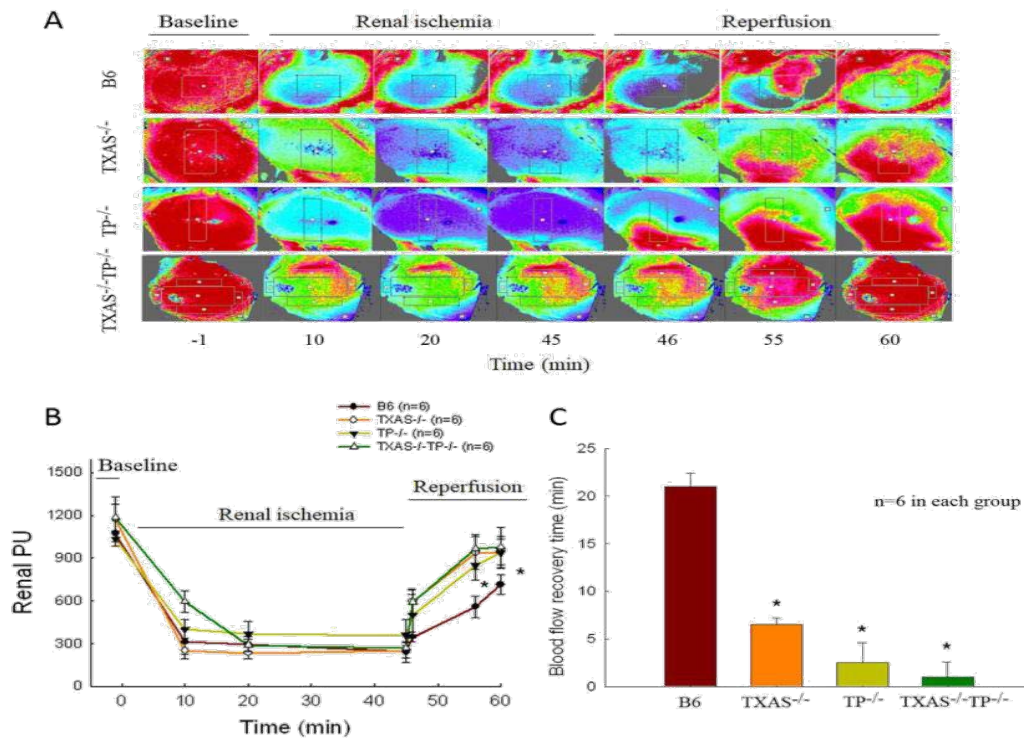 A
Baseline Renal ischemia Reperfusion
B6
TXAS-/-
TP-/-
TXAS-/-TP-/-
-1 10 20 45 46 55 60
Time (min)
B
B6 (n=6)
TXAS-/- (n=6)
TP-/- (n=6)
TXAS-/-TP-/- (n=6)
Baseline
Renal ischemia
Reperfusion
1500
1200
900
600
300
0
Renal PU
*
*
0 10 20 30 40 50 60
Time (min)
C
25
20
15
10
5
0
Blood flow recovery time (min)
n=6 in each group
*
*
*
B6 TXAS-/- TP-/- TXAS-/-TP-/-